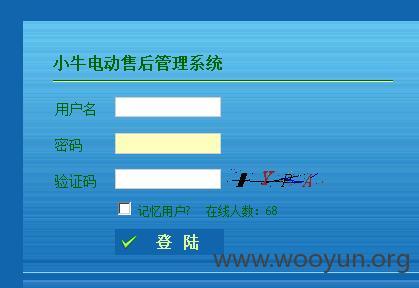 小牛电动售后管理系统
用户名
密码
验证码
记忆用户? 在线人数：68
登 陆
www.wooyun.org